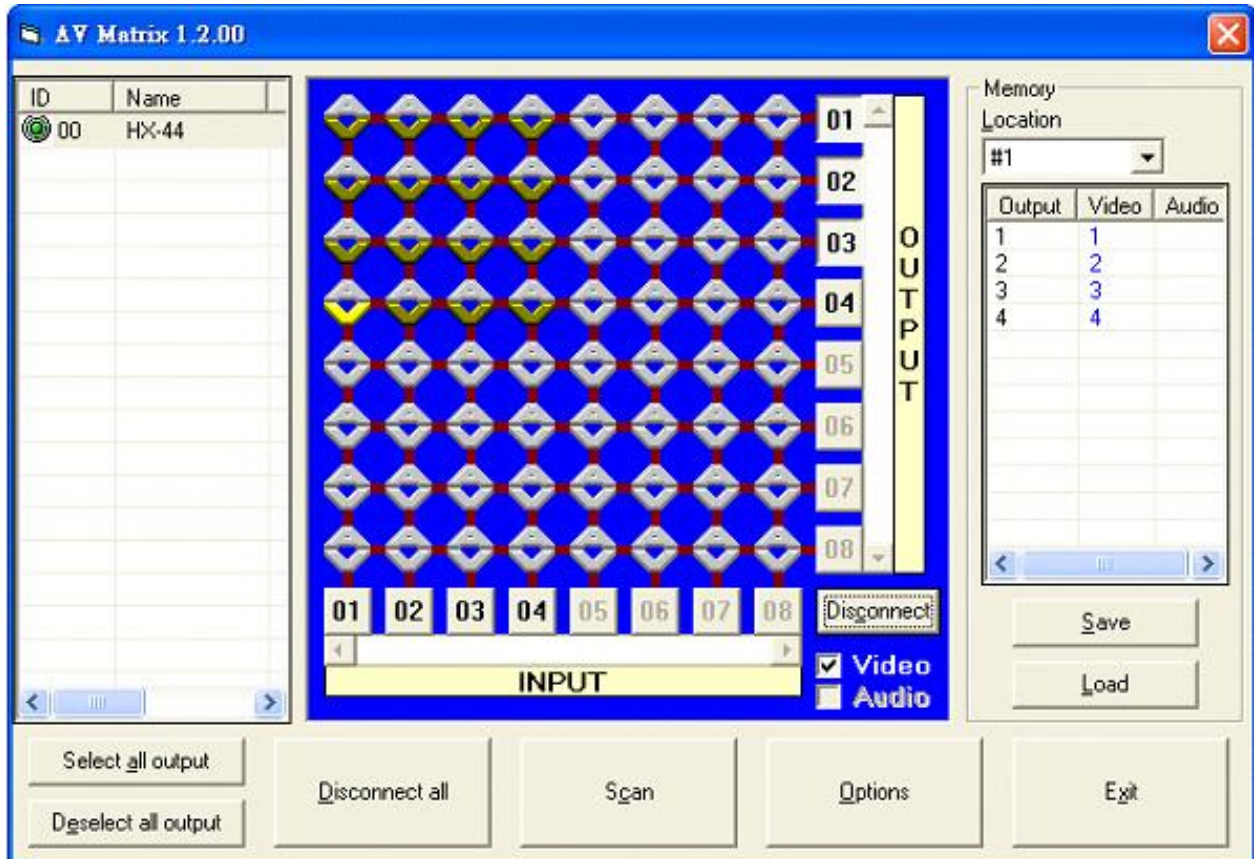 AV Matrix 1.2.00
ID Name
00 HX-44
01
02
03
04
05
06
07
08
OUTPUT
01 02 03 04 05 06 07 08
INPUT
Disconnect
Video
Audio
Memory
Location
#1
Output Video Audio
1 1
2 2
3 3
4 4
Save
Load
Select all output
Deselect all output
Disconnect all
Scan
Options
Exit